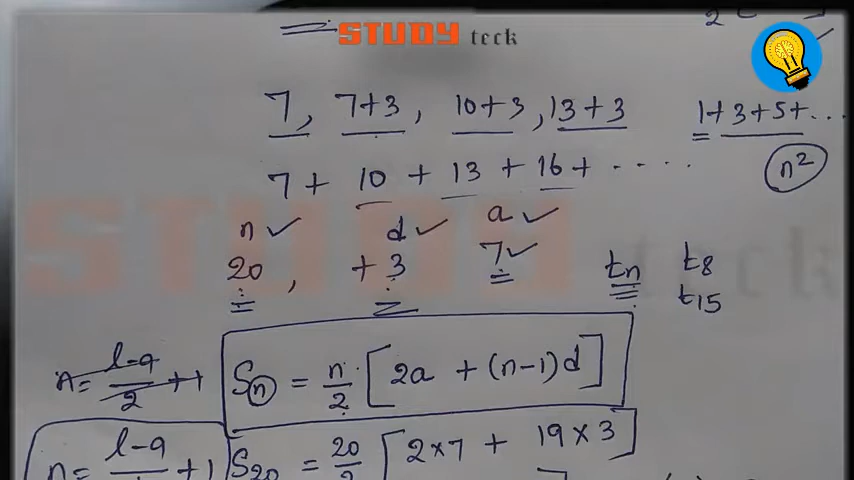 STUDY teck
7, 7+3, 10+3, 13+3
1+3+5+...
7 + 10 + 13 + 16 + ......
n²
n ✓ d ✓ a ✓
20, +3 7 ✓
tn t8
t15
n = l-a/2 + 1
Sn = n/2 [2a + (n-1)d]
n = l-a + 1
S20 = 20/2 [2×7 + 19×3]